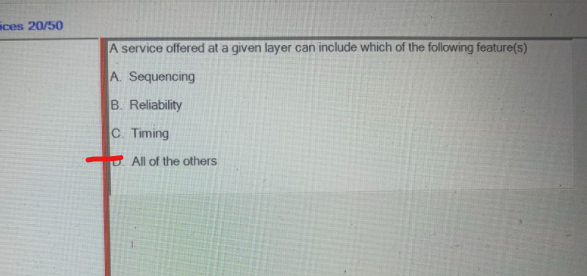 ices 20/50
A service offered at a given layer can include which of the following feature(s)
A. Sequencing
B. Reliability
C. Timing
D. All of the others